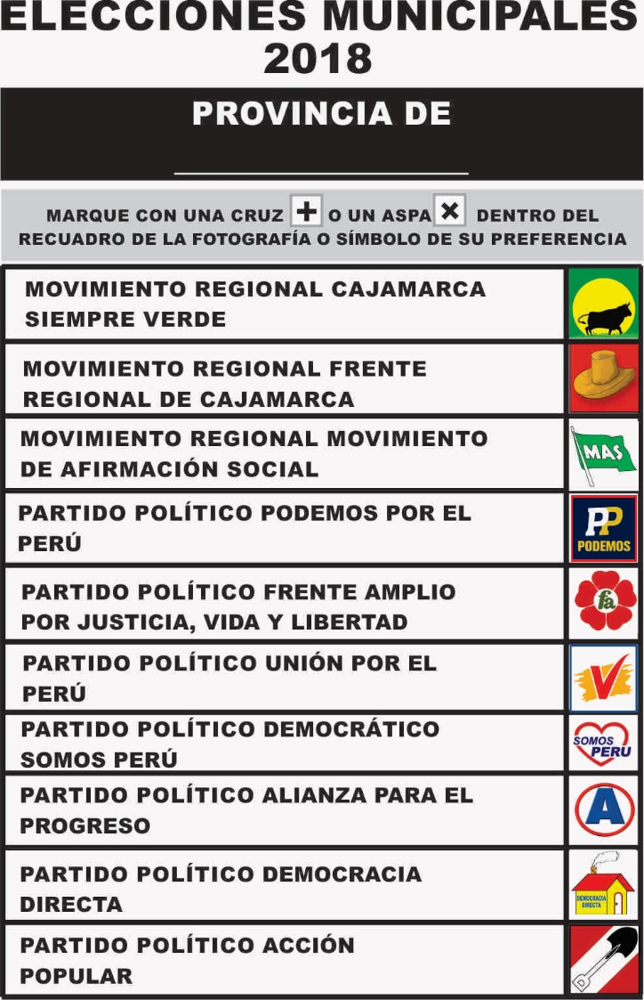 ELECCIONES MUNICIPALES
2018
PROVINCIA DE
MARQUE CON UNA CRUZ + O UN ASPA X DENTRO DEL
RECUADRO DE LA FOTOGRAFÍA O SÍMBOLO DE SU PREFERENCIA
MOVIMIENTO REGIONAL CAJAMARCA
SIEMPRE VERDE
MOVIMIENTO REGIONAL FRENTE
REGIONAL DE CAJAMARCA
MOVIMIENTO REGIONAL MOVIMIENTO
DE AFIRMACIÓN SOCIAL
MAS
PARTIDO POLÍTICO PODEMOS POR EL
PERÚ
PP
PODEMOS
PARTIDO POLÍTICO FRENTE AMPLIO
POR JUSTICIA, VIDA Y LIBERTAD
fa
PARTIDO POLÍTICO UNIÓN POR EL
PERÚ
PARTIDO POLÍTICO DEMOCRÁTICO
SOMOS PERÚ
SOMOS
PERU
PARTIDO POLÍTICO ALIANZA PARA EL
PROGRESO
A
PARTIDO POLÍTICO DEMOCRACIA
DIRECTA
DEMOCRACIA
DIRECTA
PARTIDO POLÍTICO ACCIÓN
POPULAR